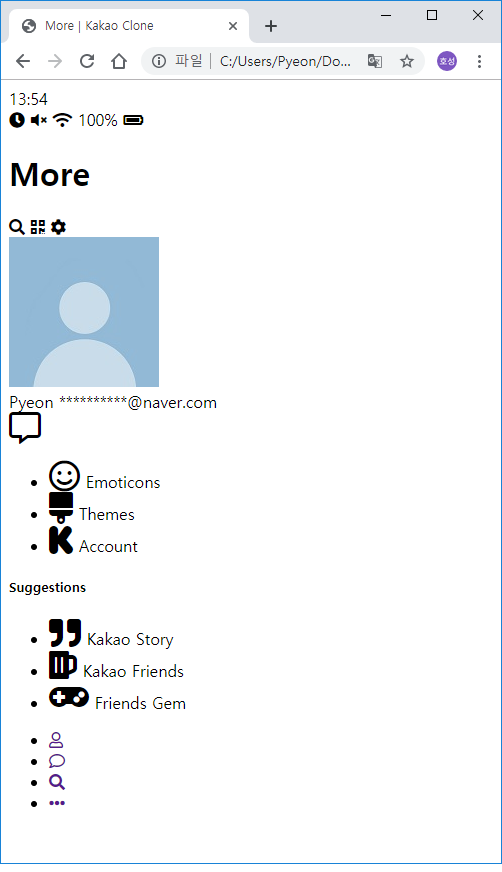 More | Kakao Clone
파일 | C:/Users/Pyeon/Do...
호성
13:54
100%
More
Pyeon **********@naver.com
Emoticons
Themes
Account
Suggestions
Kakao Story
Kakao Friends
Friends Gem